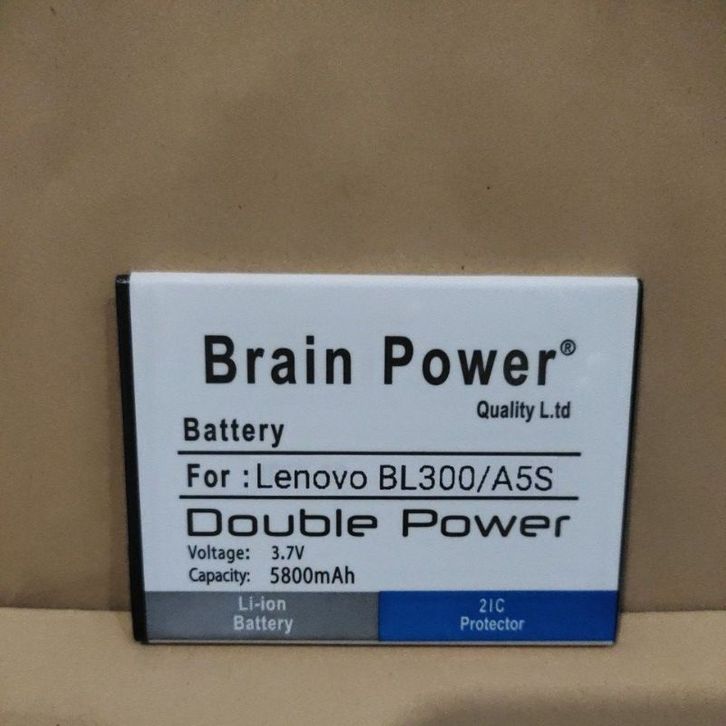 Brain Power®
Quality L.td
Battery
For : Lenovo BL300/A5S
Double Power
Voltage: 3.7V
Capacity: 5800mAh
Li-ion
Battery
2IC
Protector